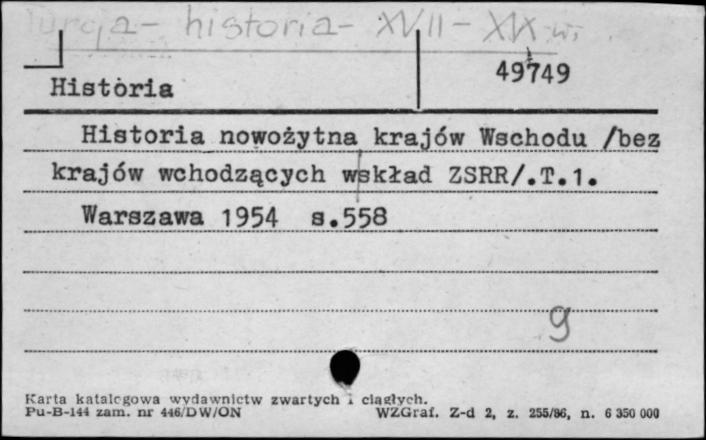 Turcja - historia - XVII - XIX w.
49749
Historia
Historia nowożytna krajów Wschodu /bez
krajów wchodzących wskład ZSRR/.T.1.
Warszawa 1954 s.558
9
Karta katalogowa wydawnictw zwartych i ciągłych.
Pu-B-144 zam. nr 446/DW/ON WZGraf. Z-d 2, z. 255/86, n. 6 350 000